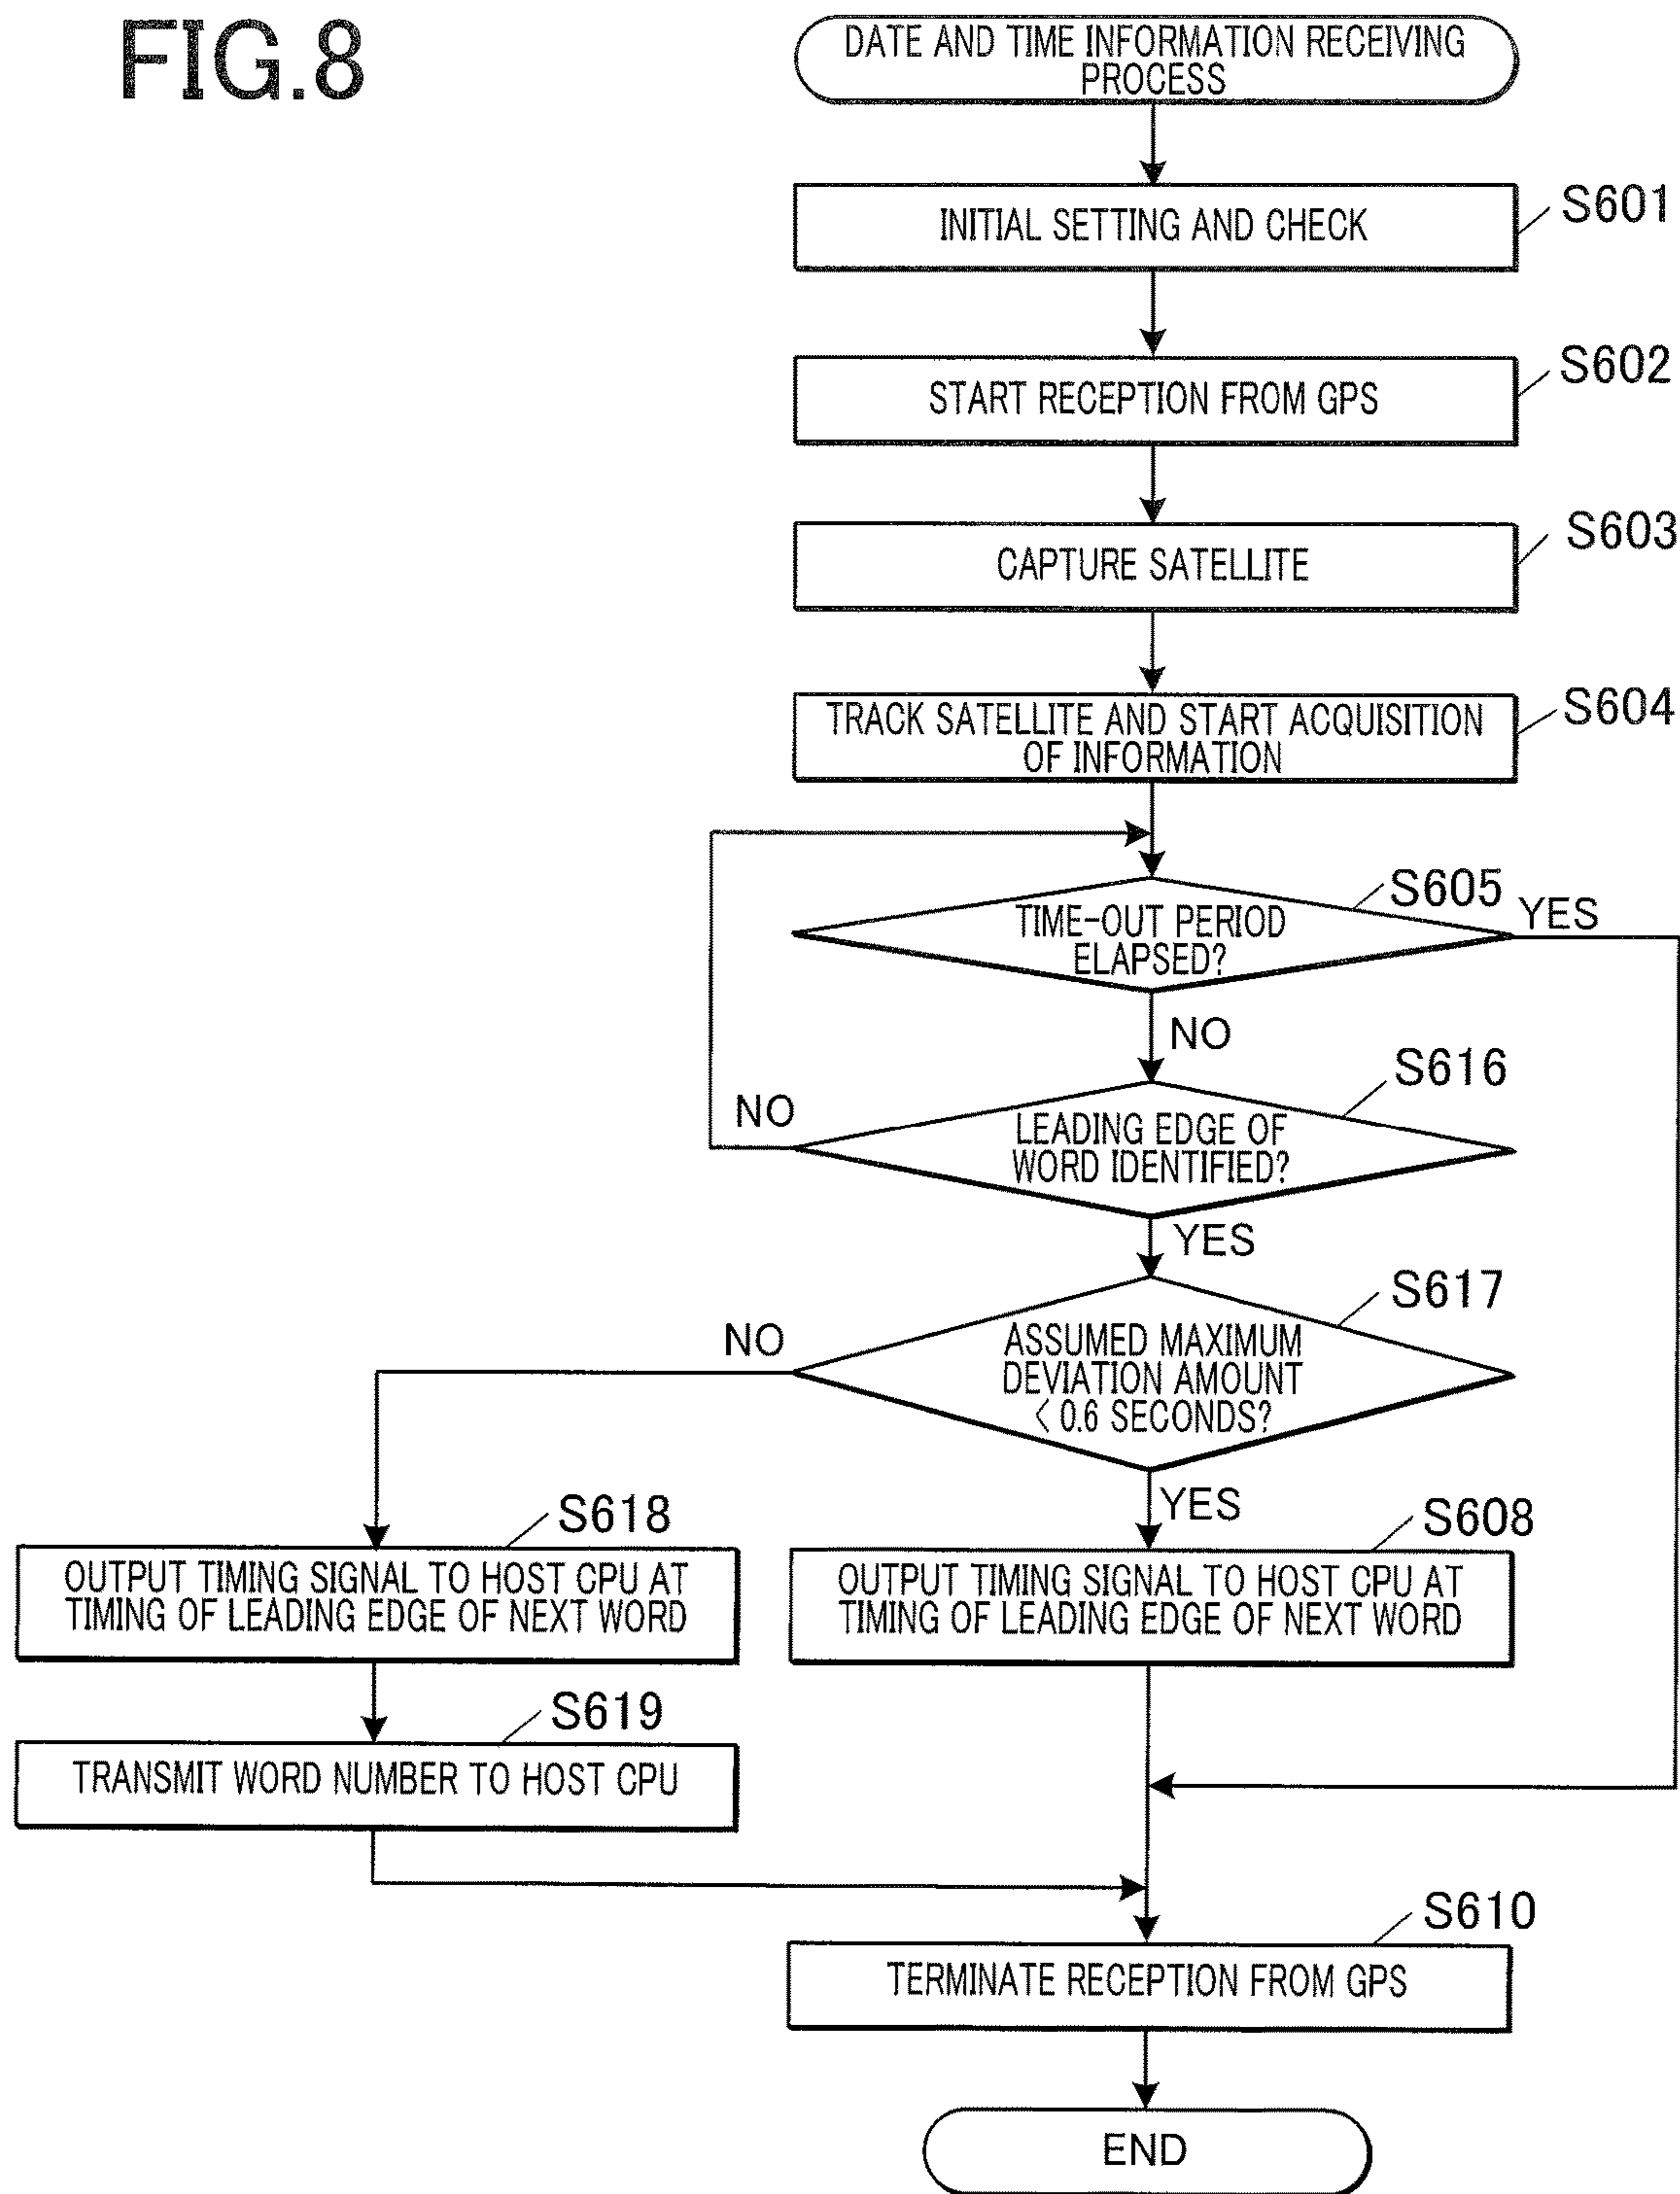 FIG.8
DATE AND TIME INFORMATION RECEIVING
PROCESS
INITIAL SETTING AND CHECK
S601
START RECEPTION FROM GPS
S602
CAPTURE SATELLITE
S603
TRACK SATELLITE AND START ACQUISITION
OF INFORMATION
S604
TIME-OUT PERIOD
ELAPSED?
S605
YES
NO
LEADING EDGE OF
WORD IDENTIFIED?
S616
NO
YES
ASSUMED MAXIMUM
DEVIATION AMOUNT
< 0.6 SECONDS?
S617
NO
YES
S618
OUTPUT TIMING SIGNAL TO HOST CPU AT
TIMING OF LEADING EDGE OF NEXT WORD
S608
OUTPUT TIMING SIGNAL TO HOST CPU AT
TIMING OF LEADING EDGE OF NEXT WORD
S619
TRANSMIT WORD NUMBER TO HOST CPU
S610
TERMINATE RECEPTION FROM GPS
END